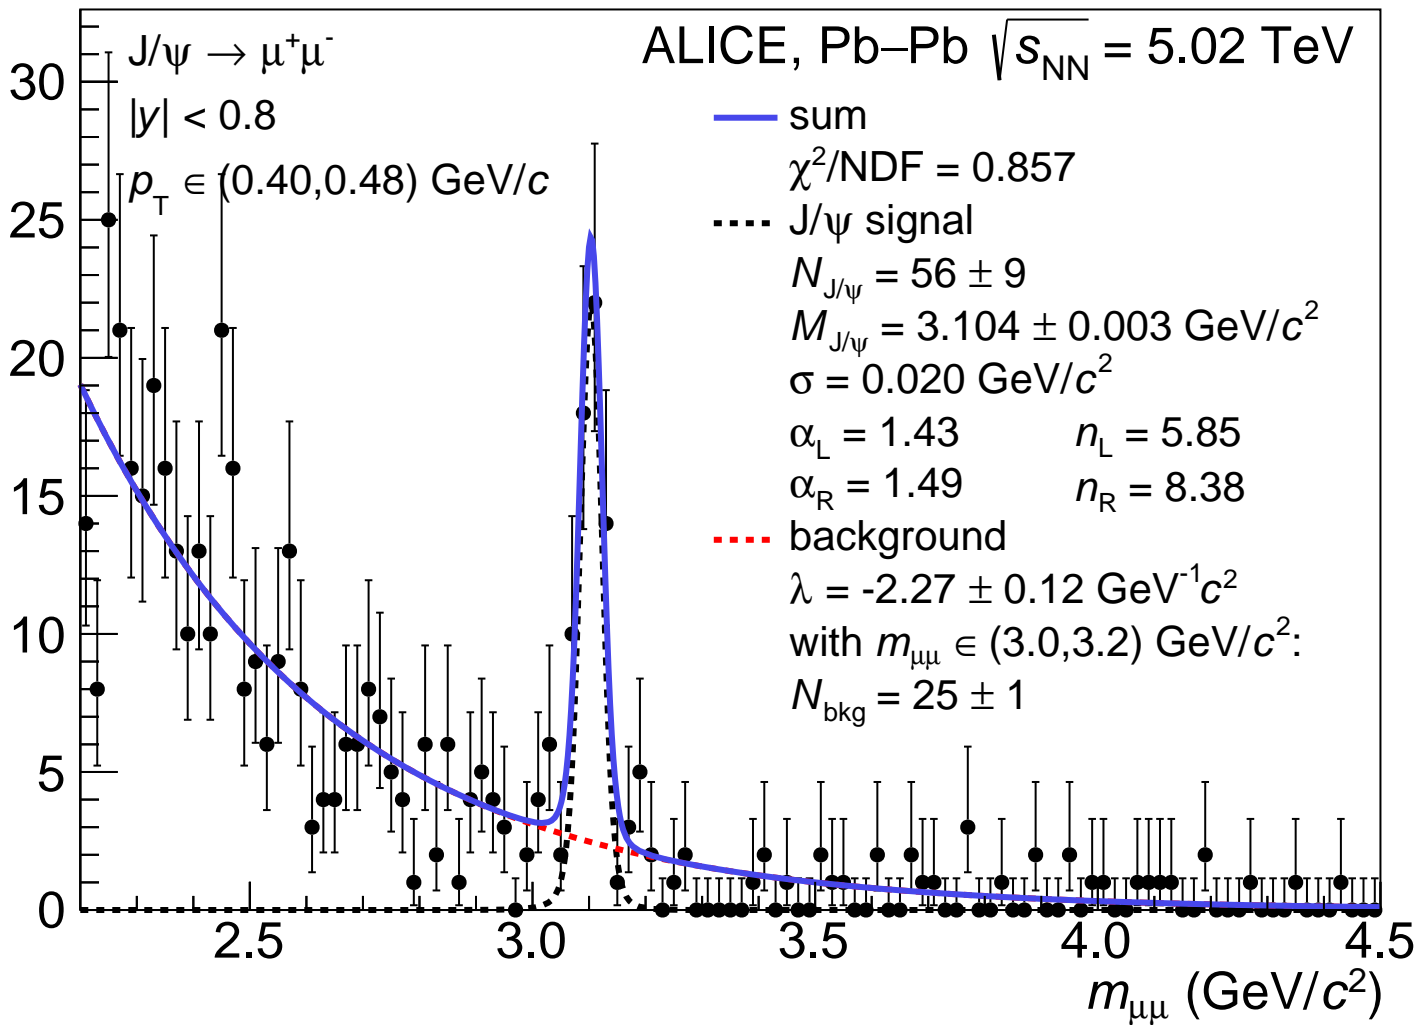 J/ψ → μ⁺μ⁻
|y| < 0.8
p_T ∈ (0.40,0.48) GeV/c
ALICE, Pb–Pb √s_NN = 5.02 TeV
sum
χ²/NDF = 0.857
J/ψ signal
N_J/ψ = 56 ± 9
M_J/ψ = 3.104 ± 0.003 GeV/c²
σ = 0.020 GeV/c²
α_L = 1.43 n_L = 5.85
α_R = 1.49 n_R = 8.38
background
λ = -2.27 ± 0.12 GeV⁻¹c²
with m_μμ ∈ (3.0,3.2) GeV/c²:
N_bkg = 25 ± 1
30
25
20
15
10
5
0
2.5 3.0 3.5 4.0 4.5
m_μμ (GeV/c²)